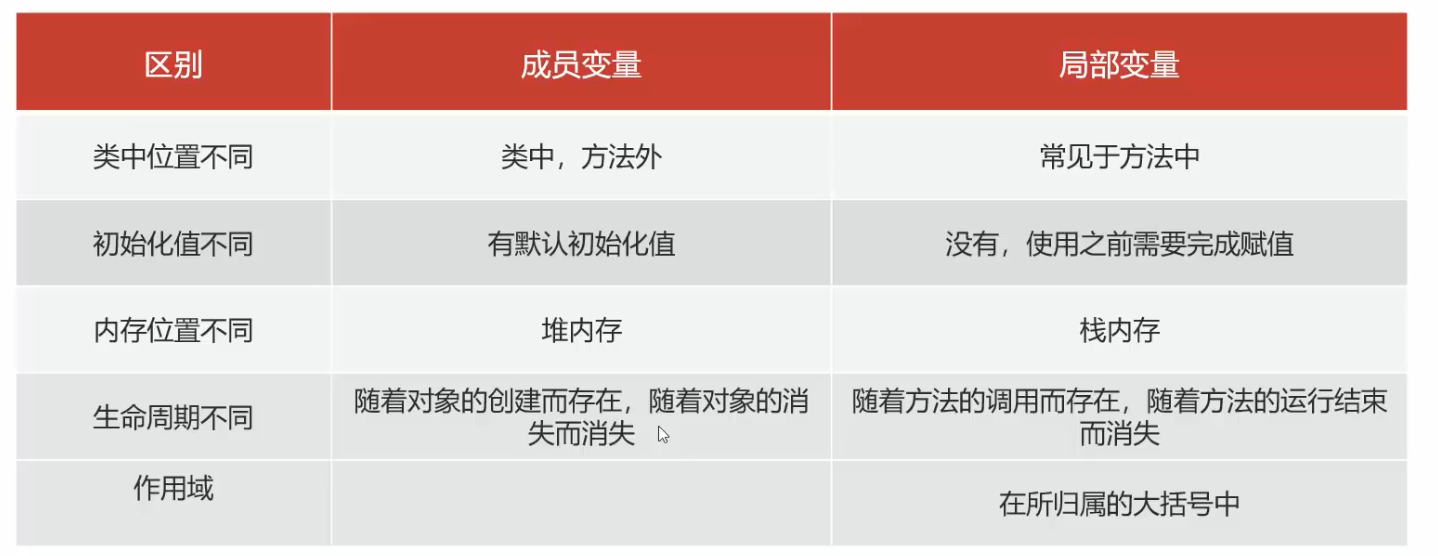 区别 成员变量 局部变量
类中位置不同 类中，方法外 常见于方法中
初始化值不同 有默认初始化值 没有，使用之前需要完成赋值
内存位置不同 堆内存 栈内存
生命周期不同
随着对象的创建而存在，随着对象的消
失而消失
随着方法的调用而存在，随着方法的运行结束
而消失
作用域 在所归属的大括号中